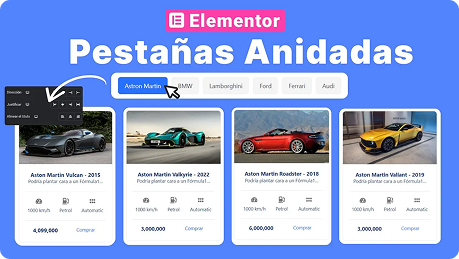 Elementor
Pestañas Anidadas
Astron Martin BMW Lamborghini Ford Ferrari Audi
Dirección
Justificar
Alinear al título
Aston Martin Vulcan - 2015
Podría plantar cara a un Fórmula1...
1000 km/h Petrol Automatic
4,099,000 Comprar
Aston Martin Valkyrie - 2022
Podría plantar cara a un Fórmula1...
1000 km/h Petrol Automatic
3,000,000 Comprar
Aston Martin Roadster - 2018
Podría plantar cara a un Fórmula1...
1000 km/h Petrol Automatic
6,000,000 Comprar
Aston Martin Valiant - 2019
Podría plantar cara a un Fórmula1...
1000 km/h Petrol Automatic
3,000,000 Comprar